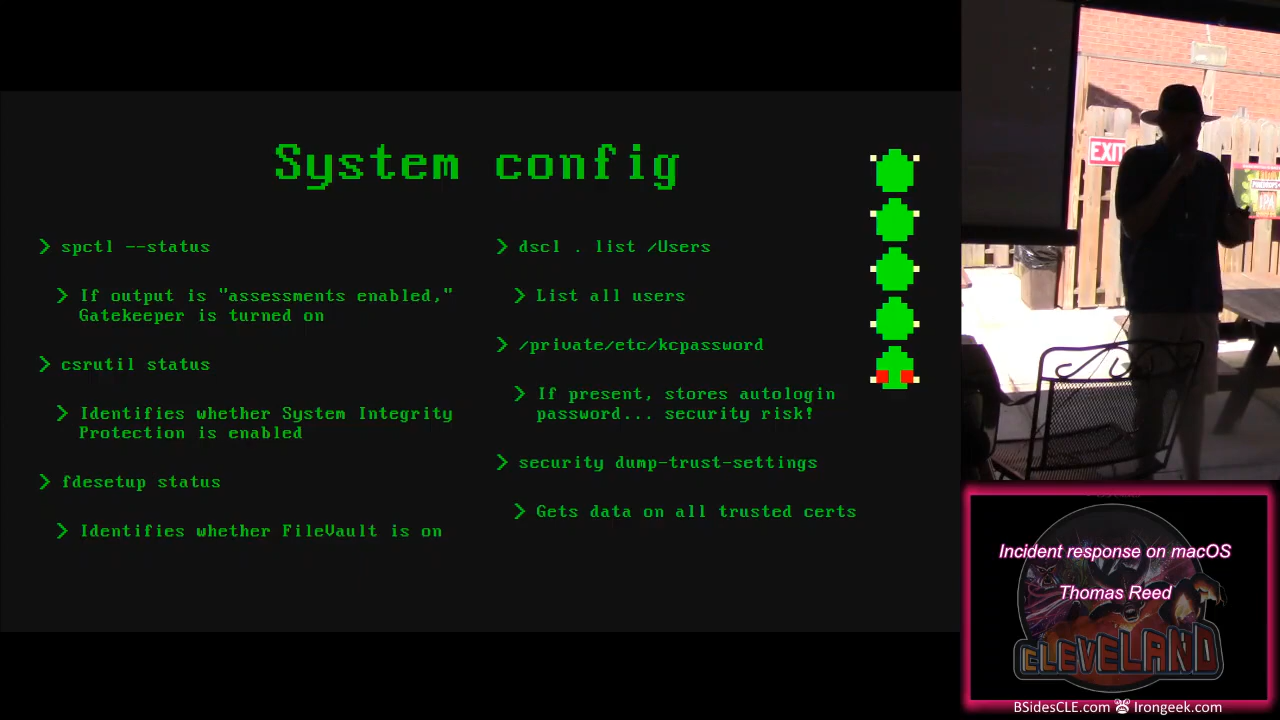 System config
> spctl --status
> If output is "assessments enabled,"
Gatekeeper is turned on
> csrutil status
> Identifies whether System Integrity
Protection is enabled
> fdesetup status
> Identifies whether FileVault is on
> dscl . list /Users
> List all users
> /private/etc/kcpassword
> If present, stores autologin
password... security risk!
> security dump-trust-settings
> Gets data on all trusted certs
EXIT
IPA
Incident response on macOS
Thomas Reed
CLEVELAND
BSidesCLE.com Irongeek.com